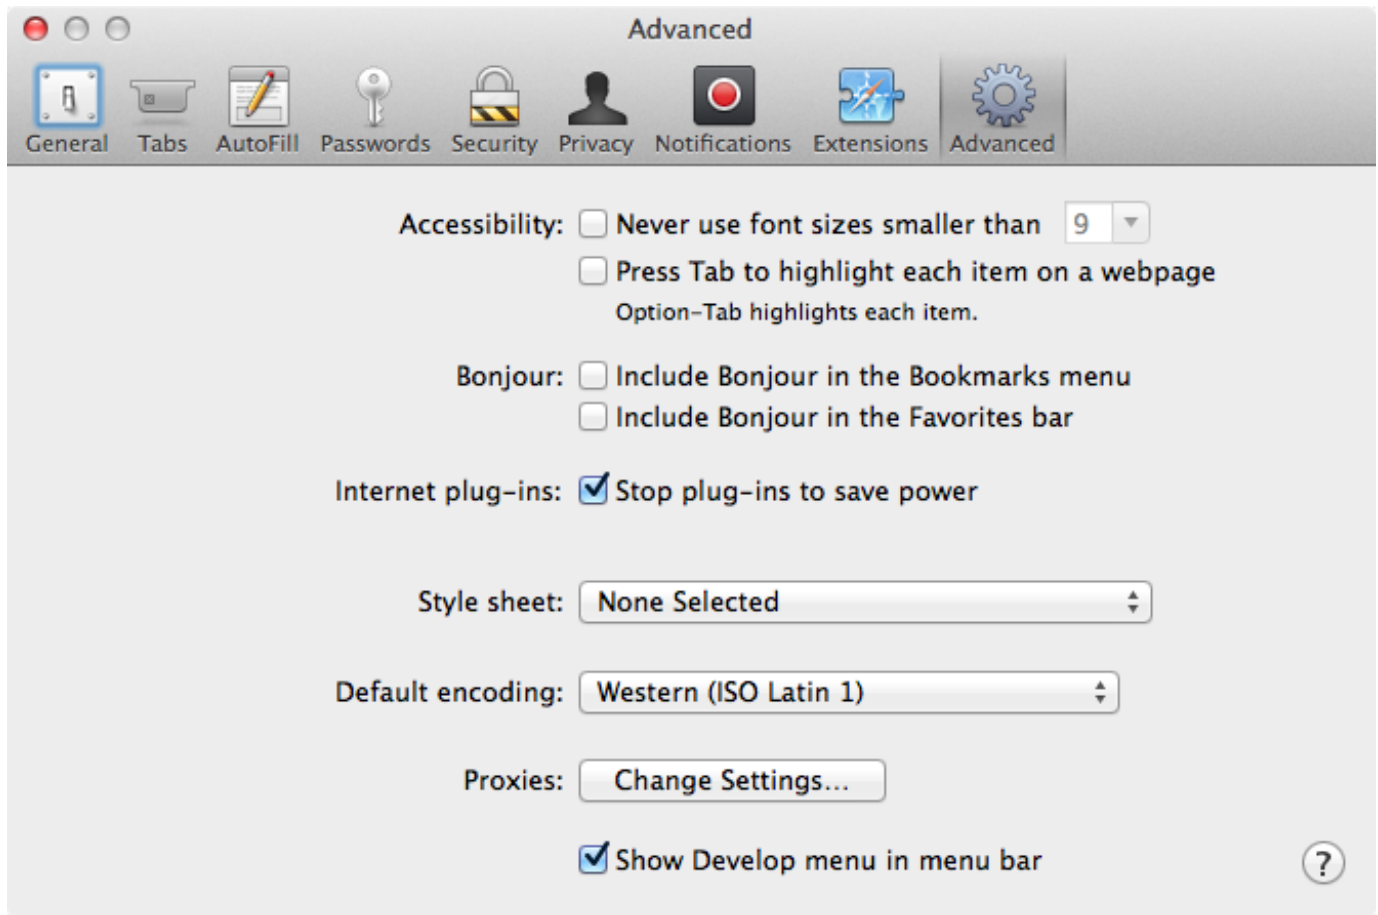 Advanced
General Tabs AutoFill Passwords Security Privacy Notifications Extensions Advanced
Accessibility: Never use font sizes smaller than 9
Press Tab to highlight each item on a webpage
Option-Tab highlights each item.
Bonjour: Include Bonjour in the Bookmarks menu
Include Bonjour in the Favorites bar
Internet plug-ins: Stop plug-ins to save power
Style sheet: None Selected
Default encoding: Western (ISO Latin 1)
Proxies: Change Settings...
Show Develop menu in menu bar
?